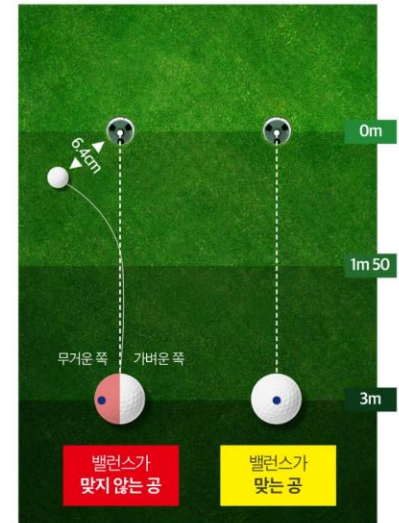 0m
6.4cm
1m 50
무거운 쪽
가벼운 쪽
3m
밸런스가
맞지 않는 공
밸런스가
맞는 공